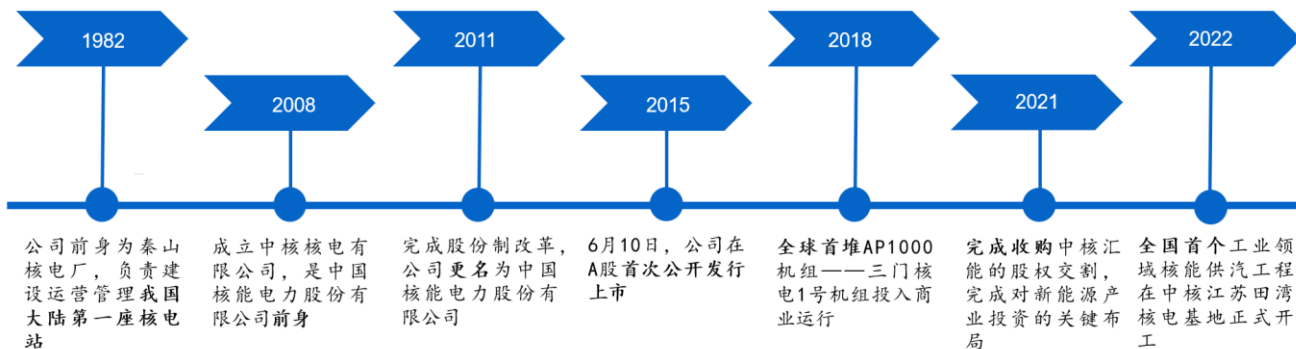 1982
公司前身为秦山
核电厂，负责建
设运营管理我国
大陆第一座核电
站
2008
成立中核核电有
限公司，是中国
核能电力股份有
限公司前身
2011
完成股份制改革，
公司更名为中国
核能电力股份有
限公司
2015
6月10日，公司在
A股首次公开发行
上市
2018
全球首堆AP1000
机组——三门核
电1号机组投入商
业运行
2021
完成收购中核汇
能的股权交割，
完成对新能源产
业投资的关键布
局
2022
全国首个工业领
域核能供汽工程
在中核江苏田湾
核电基地正式开
工